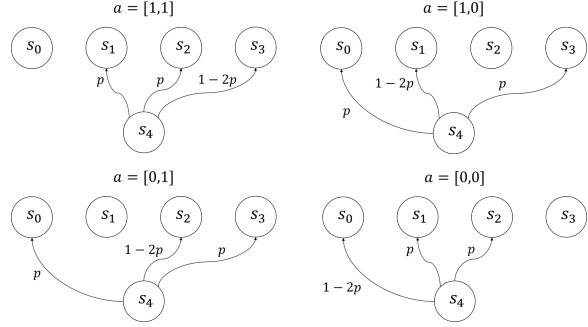 a = [1,1]
s₀ s₁ s₂ s₃
p p 1 − 2p
s₄
a = [1,0]
s₀ s₁ s₂ s₃
1 − 2p p
p
s₄
a = [0,1]
s₀ s₁ s₂ s₃
1 − 2p p
p
s₄
a = [0,0]
s₀ s₁ s₂ s₃
p p
1 − 2p
s₄